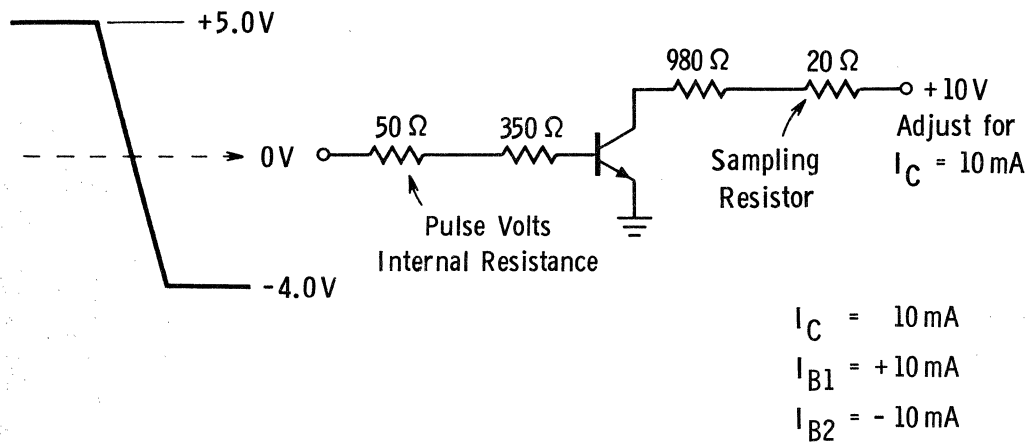 +5.0V
980 Ω
20 Ω
+10V
Adjust for
I_C = 10 mA
50 Ω
350 Ω
0V
Sampling
Resistor
Pulse Volts
Internal Resistance
-4.0V
I_C = 10 mA
I_B1 = +10 mA
I_B2 = - 10 mA